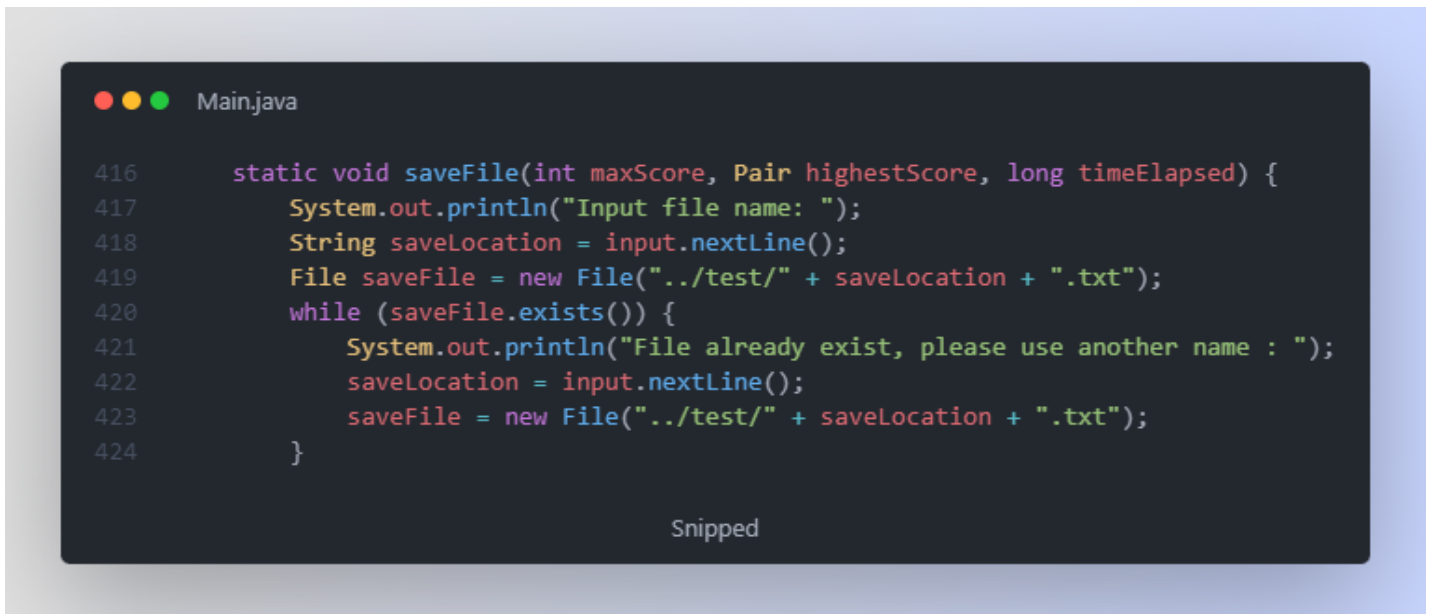 Main.java
416 static void saveFile(int maxScore, Pair highestScore, long timeElapsed) {
417 System.out.println("Input file name: ");
418 String saveLocation = input.nextLine();
419 File saveFile = new File("../test/" + saveLocation + ".txt");
420 while (saveFile.exists()) {
421 System.out.println("File already exist, please use another name : ");
422 saveLocation = input.nextLine();
423 saveFile = new File("../test/" + saveLocation + ".txt");
424 }
Snipped